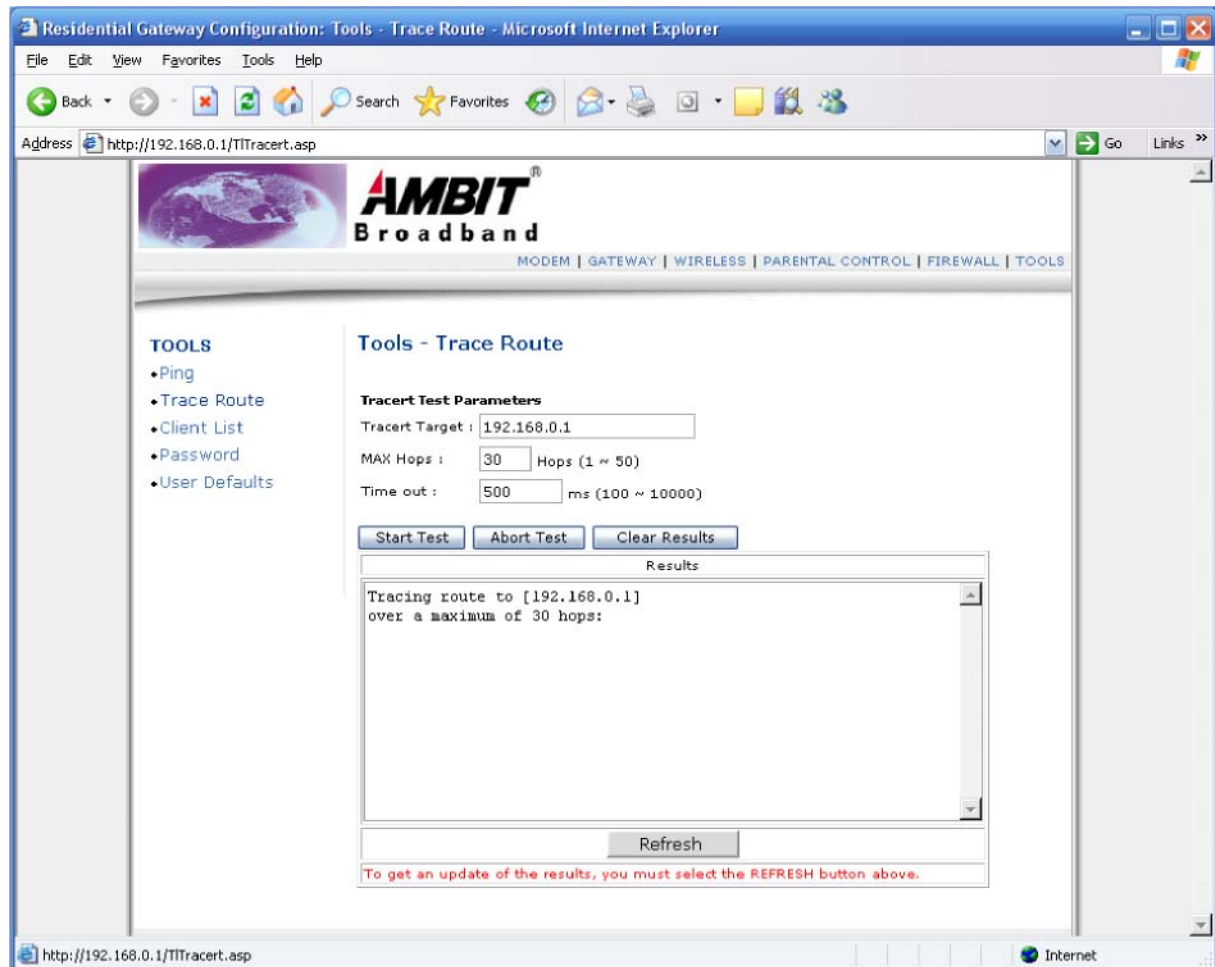 Residential Gateway Configuration: Tools - Trace Route - Microsoft Internet Explorer
File Edit View Favorites Tools Help
Back Search Favorites
Address http://192.168.0.1/TlTracert.asp Go Links »
AMBIT®
Broadband
MODEM | GATEWAY | WIRELESS | PARENTAL CONTROL | FIREWALL | TOOLS
TOOLS
•Ping
•Trace Route
•Client List
•Password
•User Defaults
Tools - Trace Route
Tracert Test Parameters
Tracert Target : 192.168.0.1
MAX Hops : 30 Hops (1 ~ 50)
Time out : 500 ms (100 ~ 10000)
Start Test Abort Test Clear Results
Results
Tracing route to [192.168.0.1]
over a maximum of 30 hops:
Refresh
To get an update of the results, you must select the REFRESH button above.
http://192.168.0.1/TlTracert.asp Internet